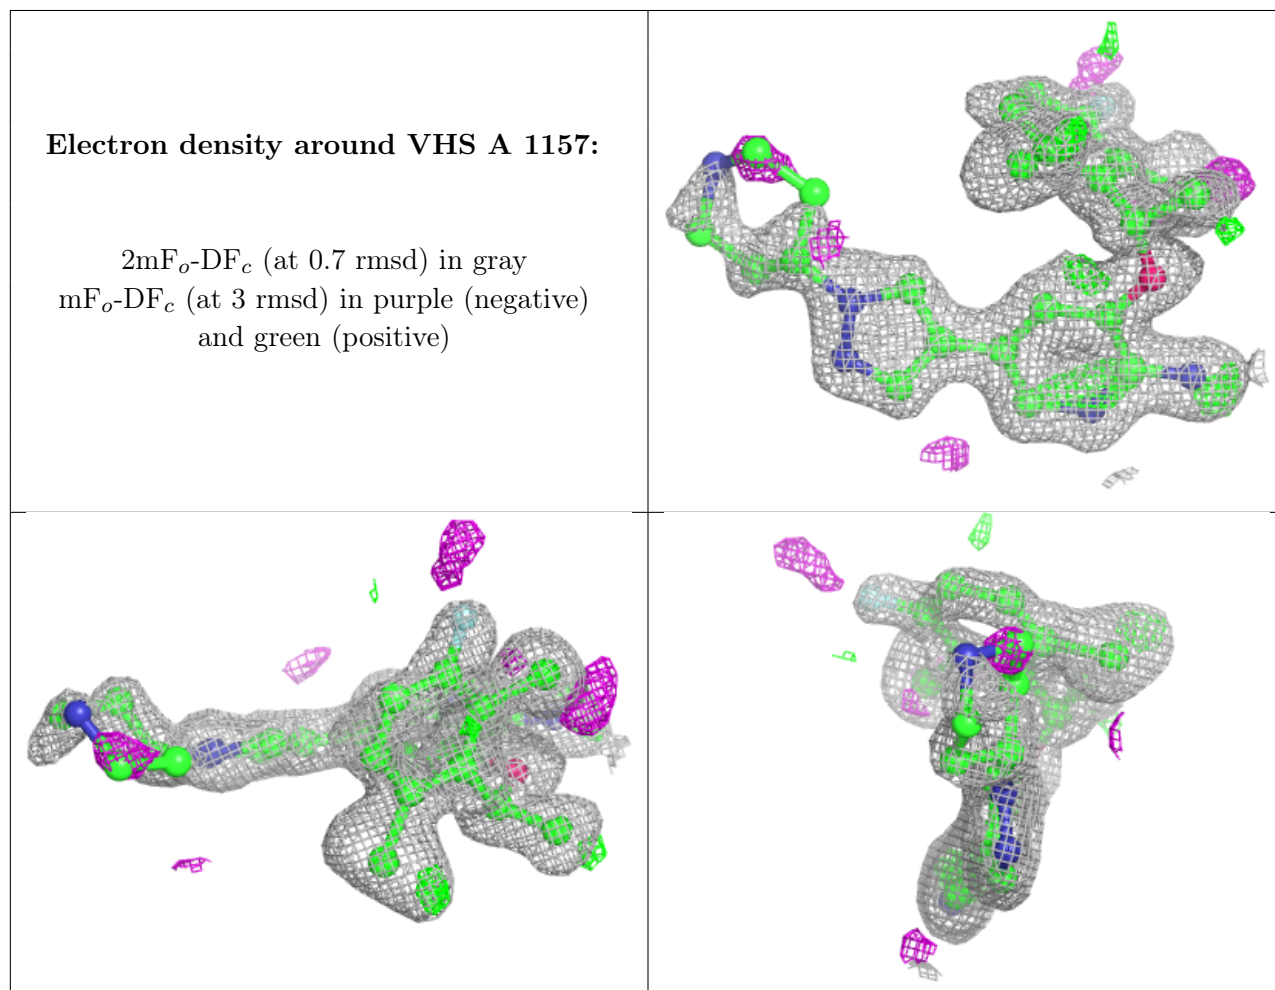 Electron density around VHS A 1157:
2mFo-DFc (at 0.7 rmsd) in gray
mFo-DFc (at 3 rmsd) in purple (negative)
and green (positive)